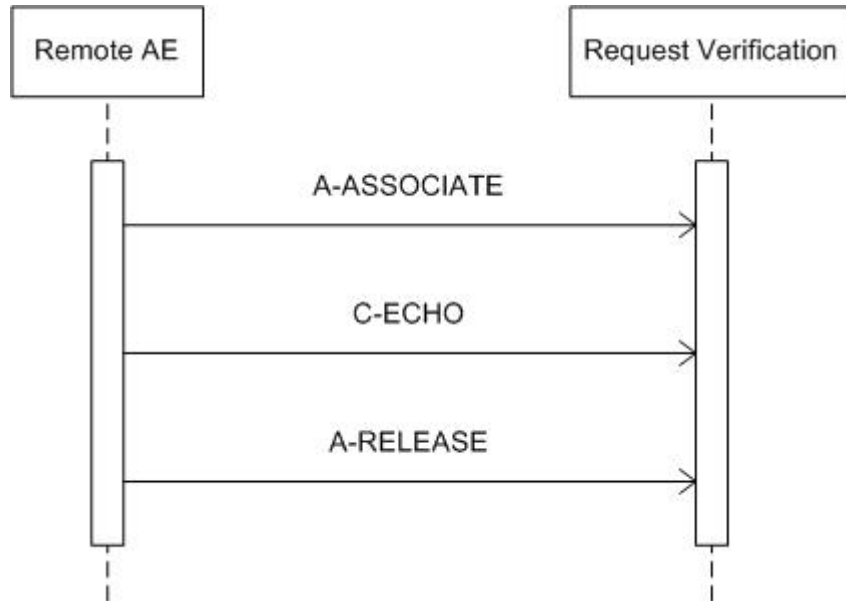 Remote AE
Request Verification
A-ASSOCIATE
C-ECHO
A-RELEASE